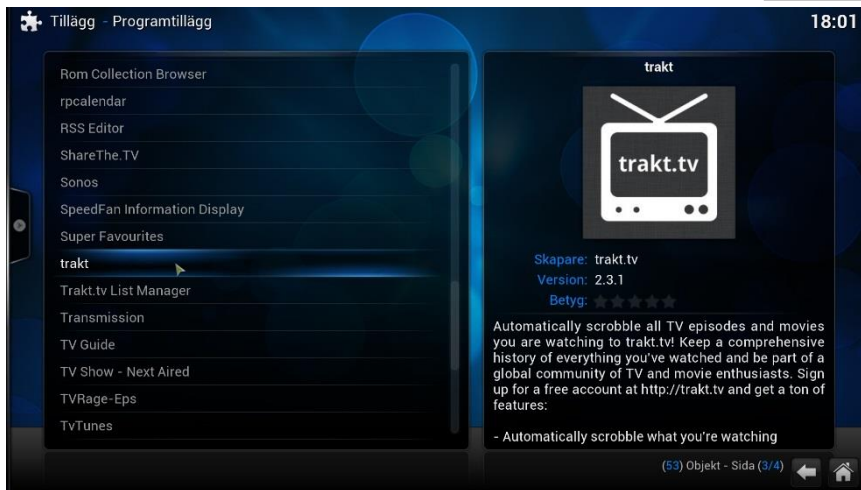 Tillägg - Programtillägg
18:01
Rom Collection Browser
rpcalendar
RSS Editor
ShareThe.TV
Sonos
SpeedFan Information Display
Super Favourites
trakt
Trakt.tv List Manager
Transmission
TV Guide
TV Show - Next Aired
TVRage-Eps
TvTunes
trakt
trakt.tv
Skapare: trakt.tv
Version: 2.3.1
Betyg:
Automatically scrobble all TV episodes and movies
you are watching to trakt.tv! Keep a comprehensive
history of everything you've watched and be part of a
global community of TV and movie enthusiasts. Sign
up for a free account at http://trakt.tv and get a ton of
features:
- Automatically scrobble what you're watching
(53) Objekt - Sida (3/4)